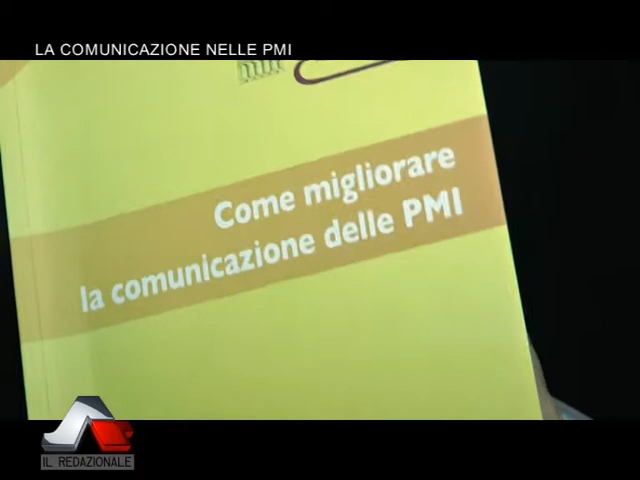 LA COMUNICAZIONE NELLE PMI
Come migliorare
la comunicazione delle PMI
IL REDAZIONALE